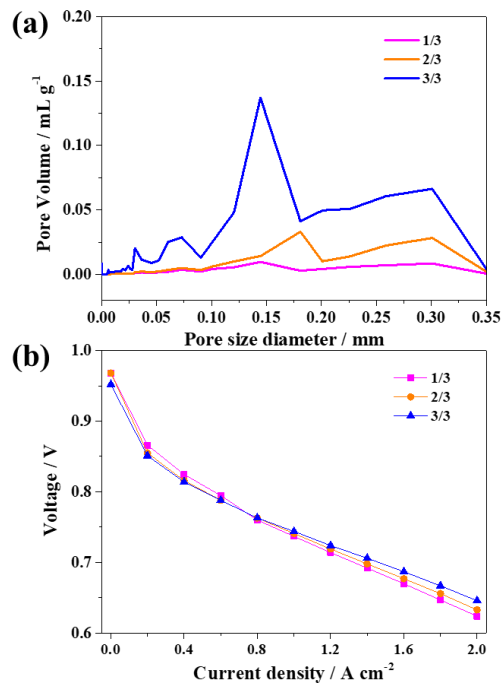 (a)
0.20
0.15
0.10
0.05
0.00
Pore Volume / mL g⁻¹
1/3
2/3
3/3
0.00 0.05 0.10 0.15 0.20 0.25 0.30 0.35
Pore size diameter / mm
(b)
1.0
0.9
0.8
0.7
0.6
Voltage / V
1/3
2/3
3/3
0.0 0.4 0.8 1.2 1.6 2.0
Current density / A cm⁻²